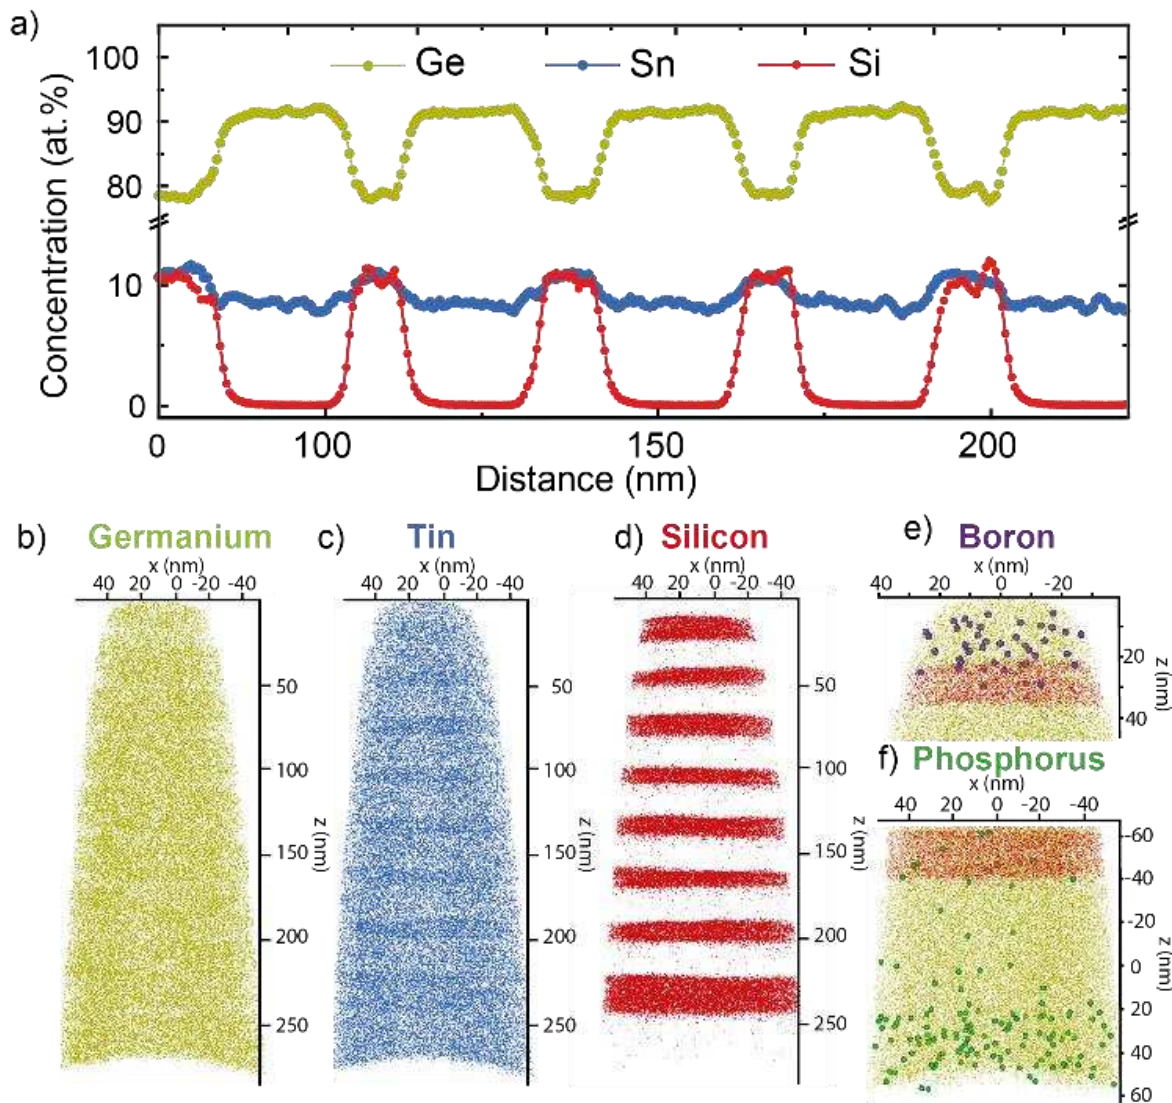 a)
Ge Sn Si
Concentration (at.%)
100
90
80
10
0
0 100 150 200
Distance (nm)
b) Germanium
x (nm)
40 20 0 -20 -40
50
100
150
200
250
z (nm)
c) Tin
x (nm)
40 20 0 -20 -40
50
100
150
200
250
z (nm)
d) Silicon
x (nm)
40 20 0 -20 -40
50
100
150
200
250
z (nm)
e) Boron
x (nm)
40 20 0 -20
20
40
z (nm)
f) Phosphorus
x (nm)
40 20 0 -20 -40
-60
-40
-20
0
20
40
60
z (nm)